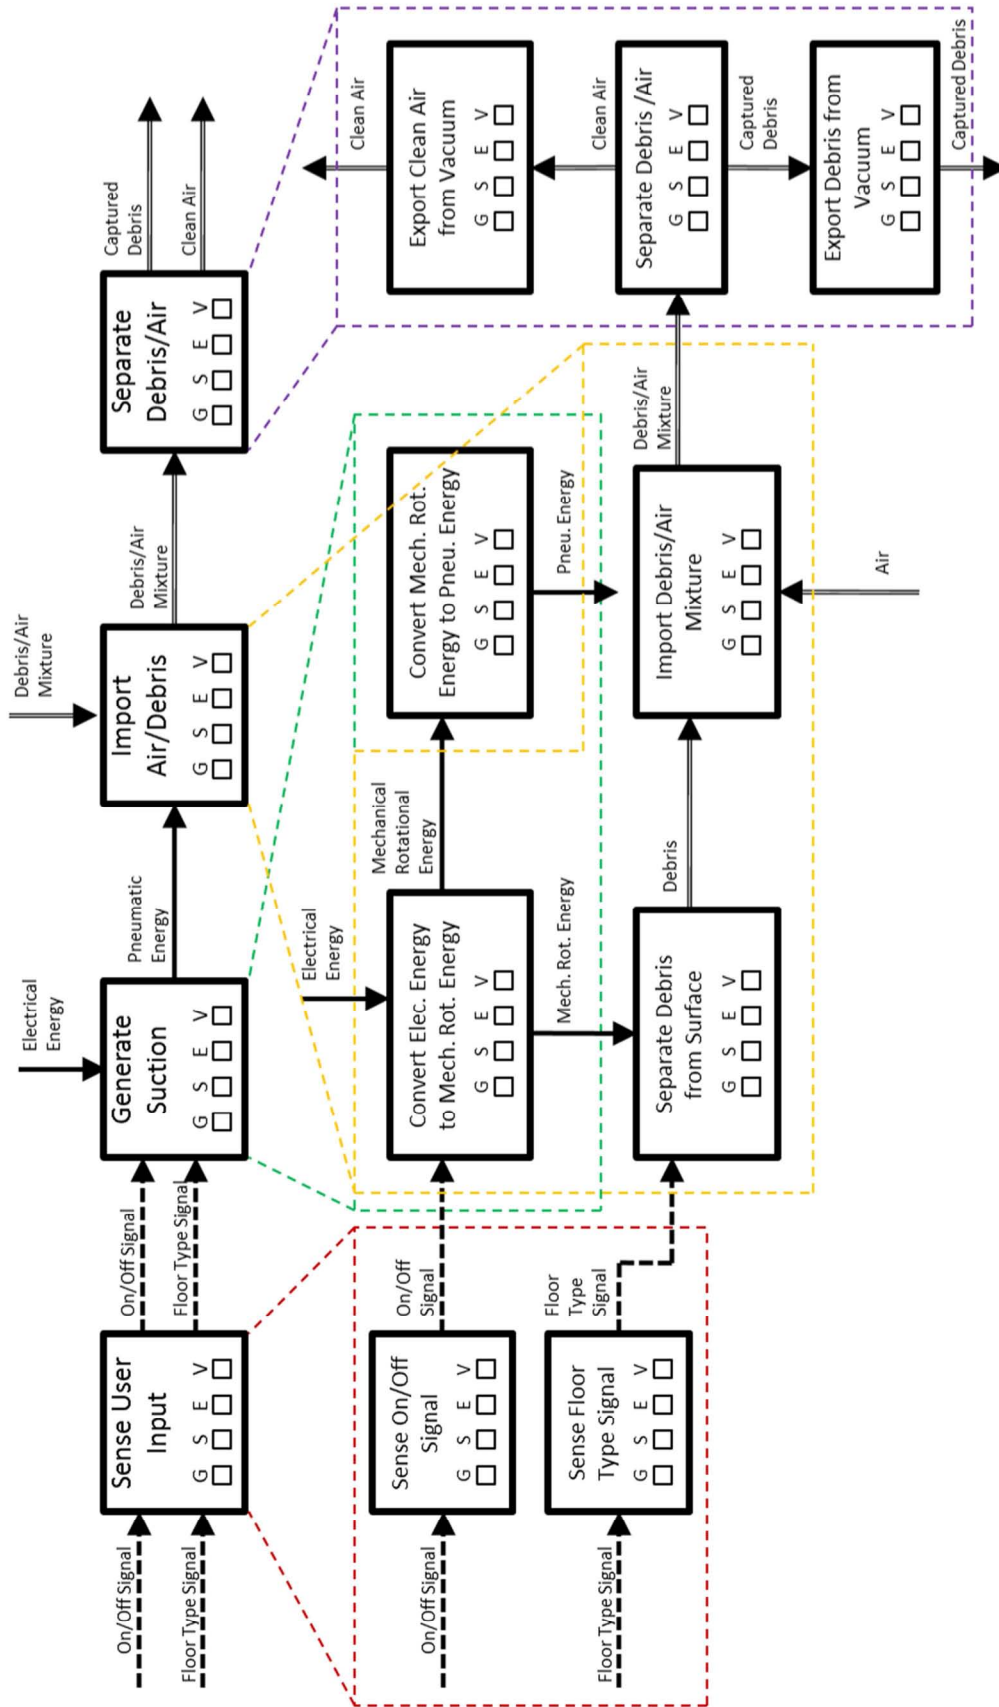 On/Off Signal
Floor Type Signal
Sense User
Input
G S E V
On/Off Signal
Floor Type Signal
Electrical
Energy
Generate
Suction
G S E V
Pneumatic
Energy
Debris/Air
Mixture
Import
Air/Debris
G S E V
Debris/Air
Mixture
Separate
Debris/Air
G S E V
Captured
Debris
Clean Air
On/Off Signal
Sense On/Off
Signal
G S E V
On/Off
Signal
Floor Type Signal
Sense Floor
Type Signal
G S E V
Floor
Type
Signal
Electrical
Energy
Convert Elec. Energy
to Mech. Rot. Energy
G S E V
Mechanical
Rotational
Energy
Mech. Rot. Energy
Convert Mech. Rot.
Energy to Pneu. Energy
G S E V
Pneu. Energy
Separate Debris
from Surface
G S E V
Debris
Import Debris/Air
Mixture
G S E V
Air
Debris/Air
Mixture
Clean Air
Export Clean Air
from Vacuum
G S E V
Clean Air
Separate Debris /Air
G S E V
Captured
Debris
Export Debris from
Vacuum
G S E V
Captured Debris